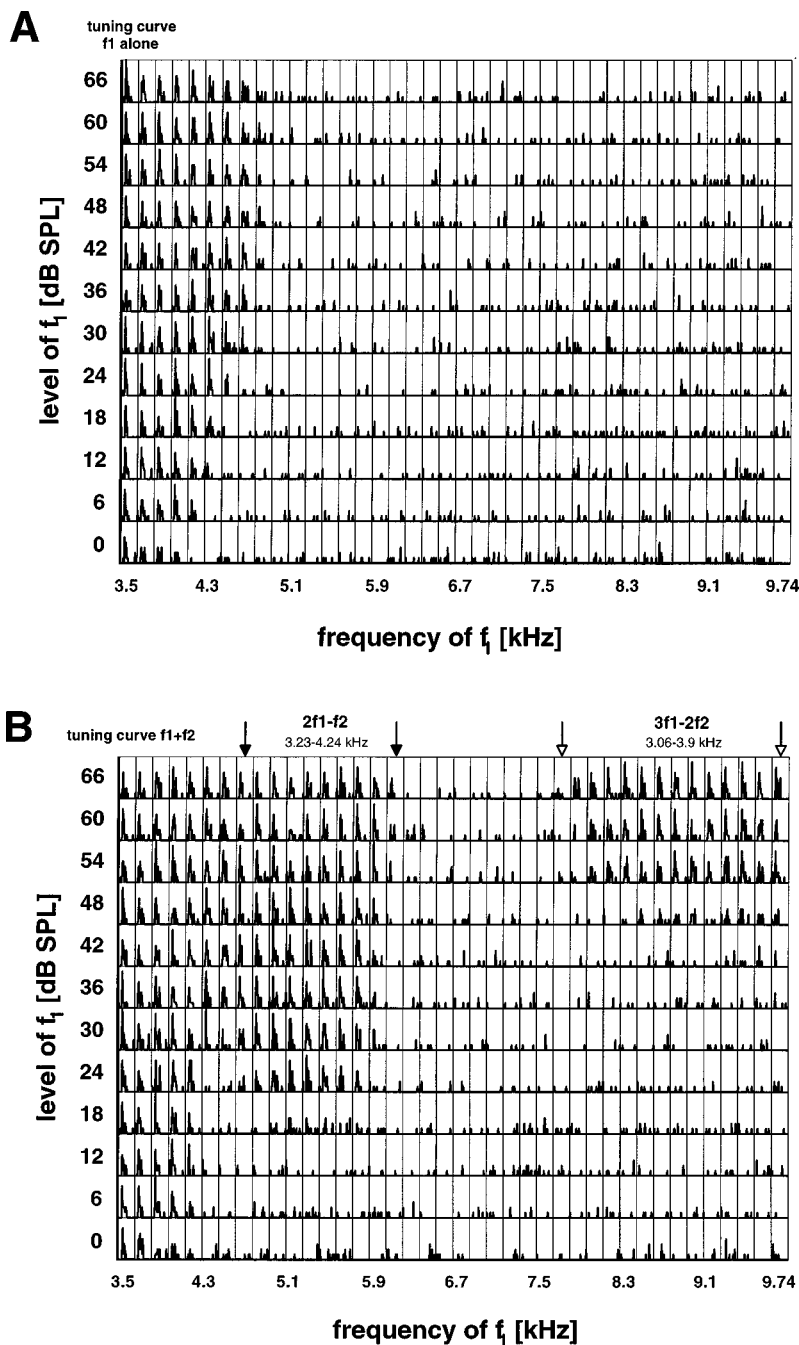 A
tuning curve
f1 alone
level of f1 [dB SPL]
66
60
54
48
42
36
30
24
18
12
6
0
3.5 4.3 5.1 5.9 6.7 7.5 8.3 9.1 9.74
frequency of f1 [kHz]
B
tuning curve f1+f2
2f1-f2
3.23-4.24 kHz
3f1-2f2
3.06-3.9 kHz
level of f1 [dB SPL]
66
60
54
48
42
36
30
24
18
12
6
0
3.5 4.3 5.1 5.9 6.7 7.5 8.3 9.1 9.74
frequency of f1 [kHz]